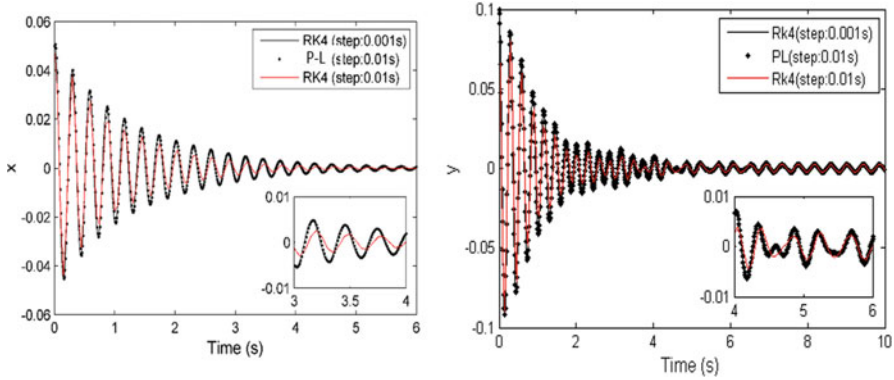 0.06
0.04
0.02
0
-0.02
-0.04
-0.06
x
RK4 (step:0.001s)
P-L (step:0.01s)
RK4 (step:0.01s)
0.01
0
-0.01
3 3.5 4
0 1 2 3 4 5 6
Time (s)
0.1
0.05
0
-0.05
-0.1
y
Rk4(step:0.001s)
PL(step:0.01s)
Rk4(step:0.01s)
0.01
0
-0.01
4 5 6
0 2 4 6 8 10
Time (s)